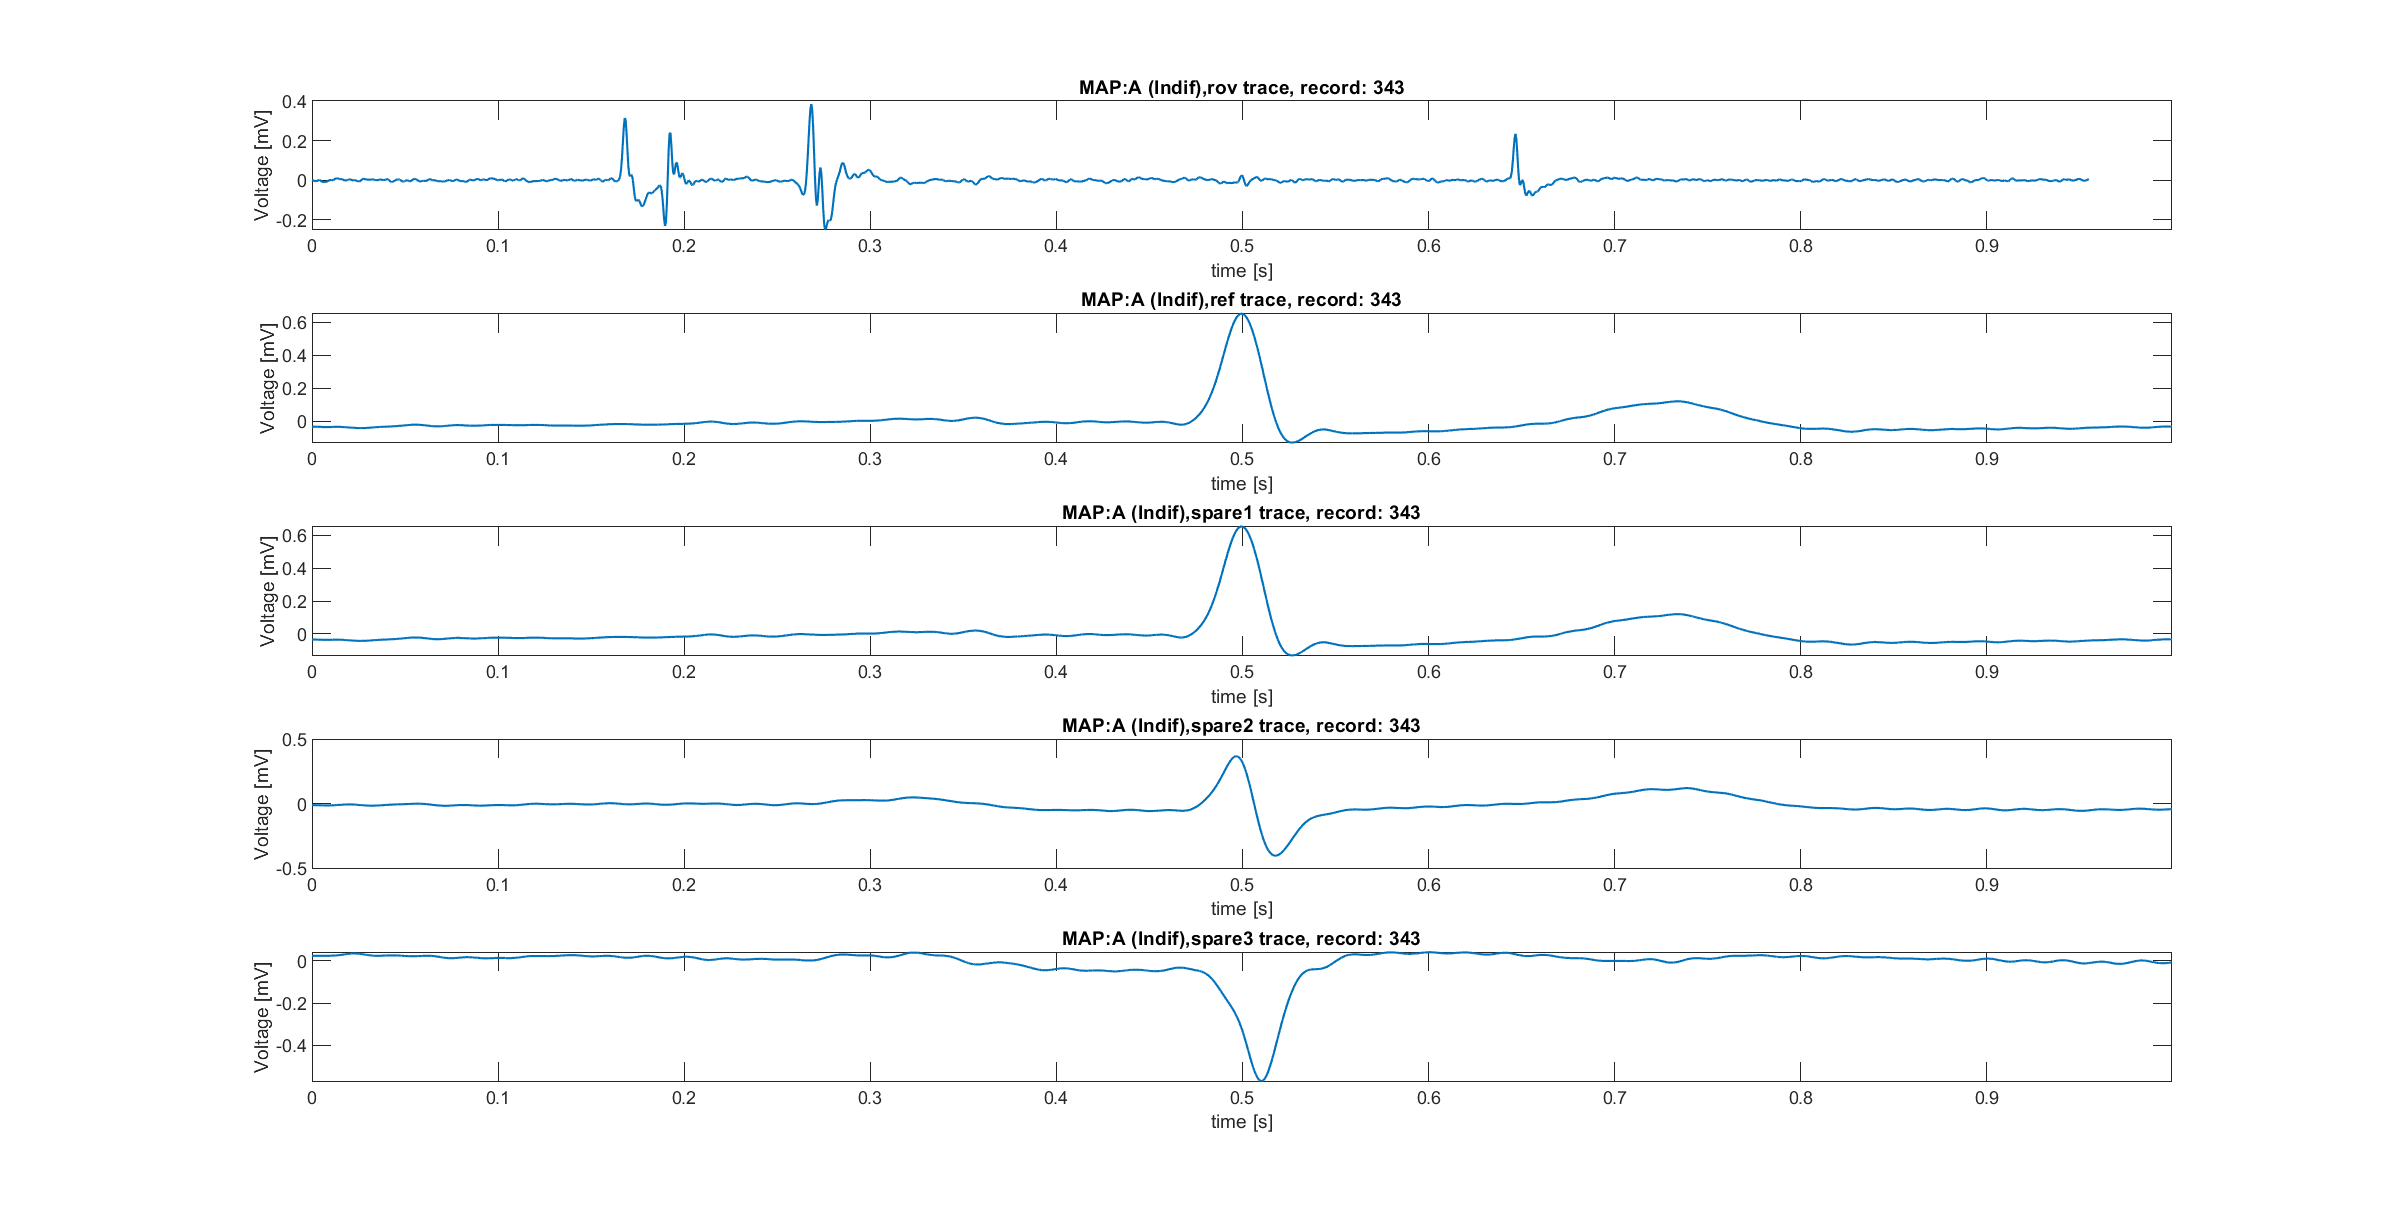 MAP:A (Indif),rov trace, record: 343
Voltage [mV]
0.4
0.2
0
-0.2
0 0.1 0.2 0.3 0.4 0.5 0.6 0.7 0.8 0.9
time [s]
MAP:A (Indif),ref trace, record: 343
Voltage [mV]
0.6
0.4
0.2
0
0 0.1 0.2 0.3 0.4 0.5 0.6 0.7 0.8 0.9
time [s]
MAP:A (Indif),spare1 trace, record: 343
Voltage [mV]
0.6
0.4
0.2
0
0 0.1 0.2 0.3 0.4 0.5 0.6 0.7 0.8 0.9
time [s]
MAP:A (Indif),spare2 trace, record: 343
Voltage [mV]
0.5
0
-0.5
0 0.1 0.2 0.3 0.4 0.5 0.6 0.7 0.8 0.9
time [s]
MAP:A (Indif),spare3 trace, record: 343
Voltage [mV]
0
-0.2
-0.4
0 0.1 0.2 0.3 0.4 0.5 0.6 0.7 0.8 0.9
time [s]